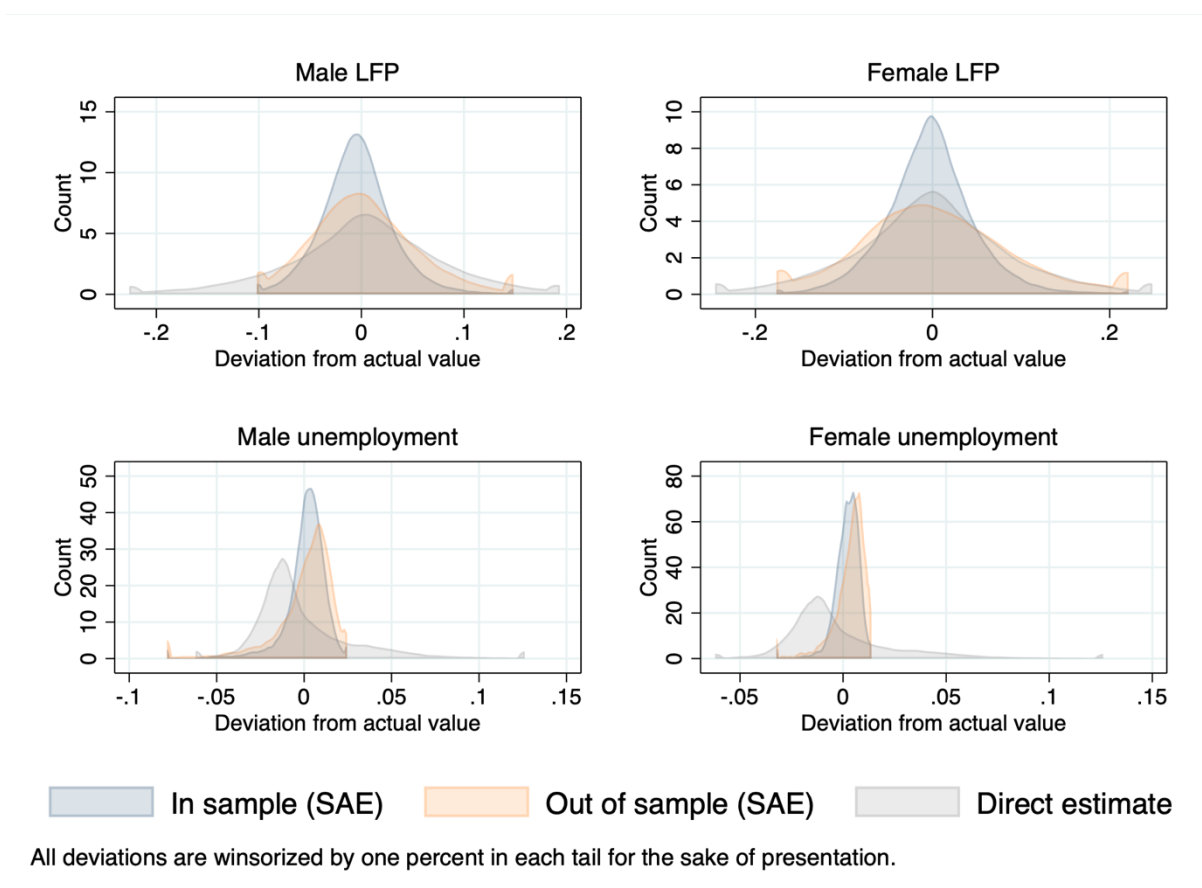 Male LFP
Count
15
10
5
0
-.2 -.1 0 .1 .2
Deviation from actual value
Female LFP
Count
10
8
6
4
2
0
-.2 0 .2
Deviation from actual value
Male unemployment
Count
50
40
30
20
10
0
-.1 -.05 0 .05 .1 .15
Deviation from actual value
Female unemployment
Count
80
60
40
20
0
-.05 0 .05 .1 .15
Deviation from actual value
In sample (SAE) Out of sample (SAE) Direct estimate
All deviations are winsorized by one percent in each tail for the sake of presentation.